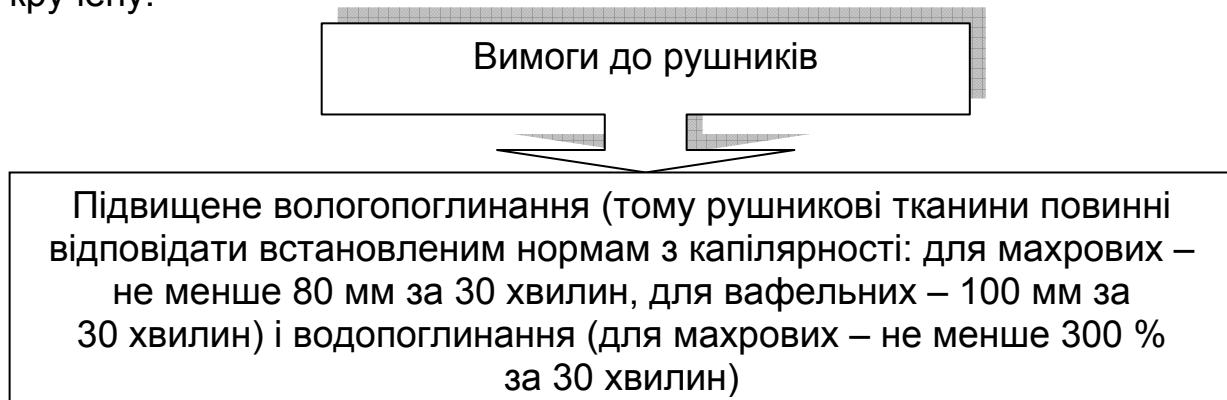 кручену.
Вимоги до рушників
Підвищене вологопоглинання (тому рушникові тканини повинні
відповідати встановленим нормам з капілярності: для махрових –
не менше 80 мм за 30 хвилин, для вафельних – 100 мм за
30 хвилин) і водопоглинання (для махрових – не менше 300 %
за 30 хвилин)